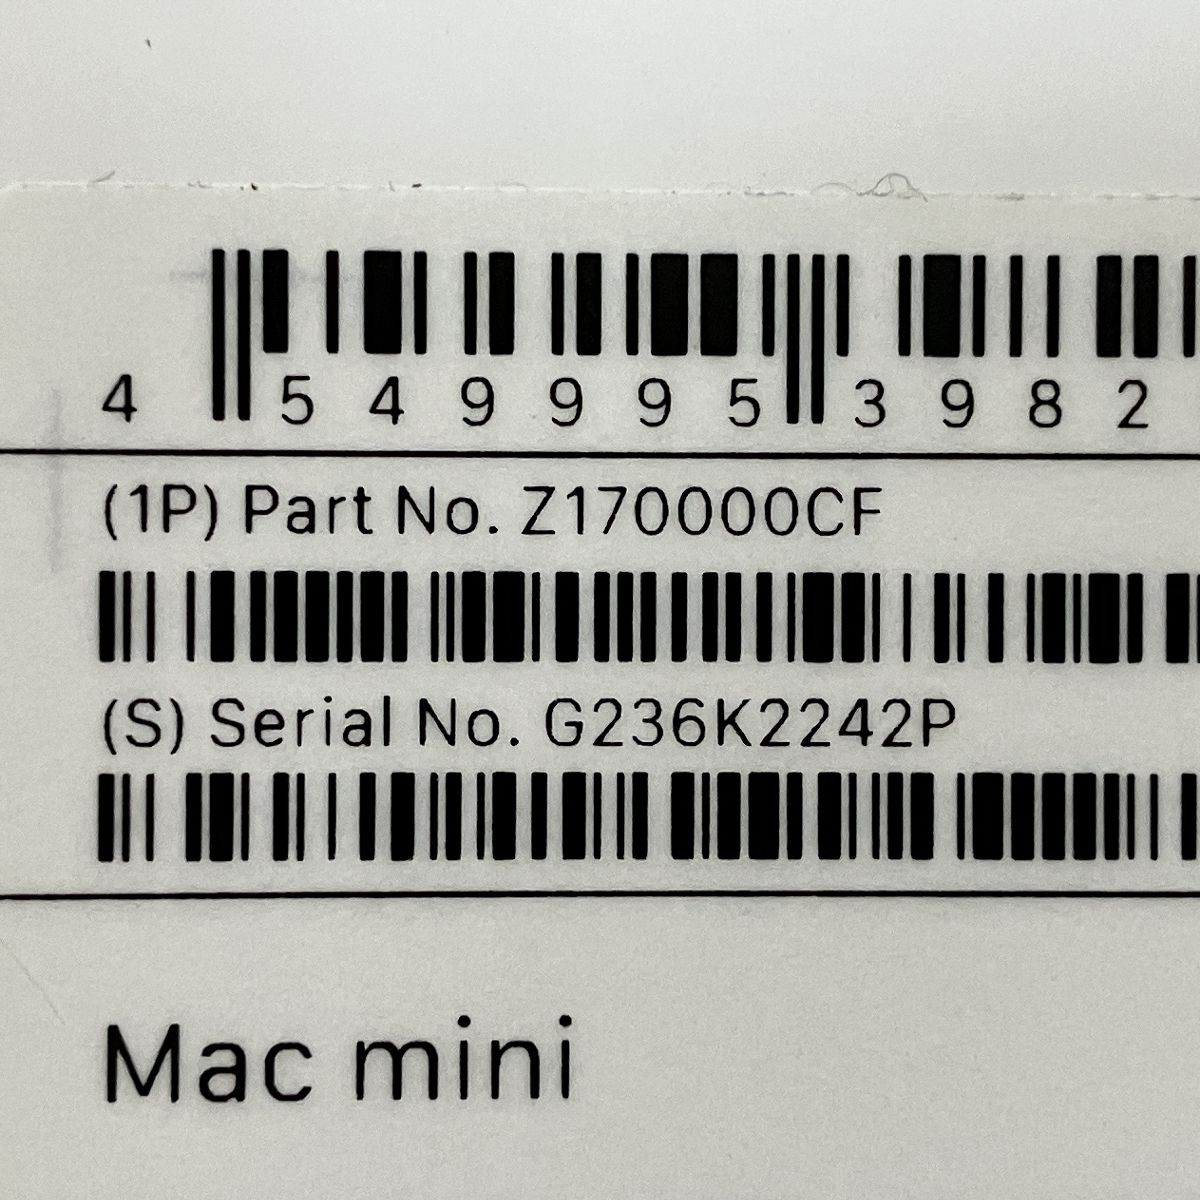 4 549995 3982
(1P) Part No. Z170000CF
(S) Serial No. G236K2242P
Mac mini